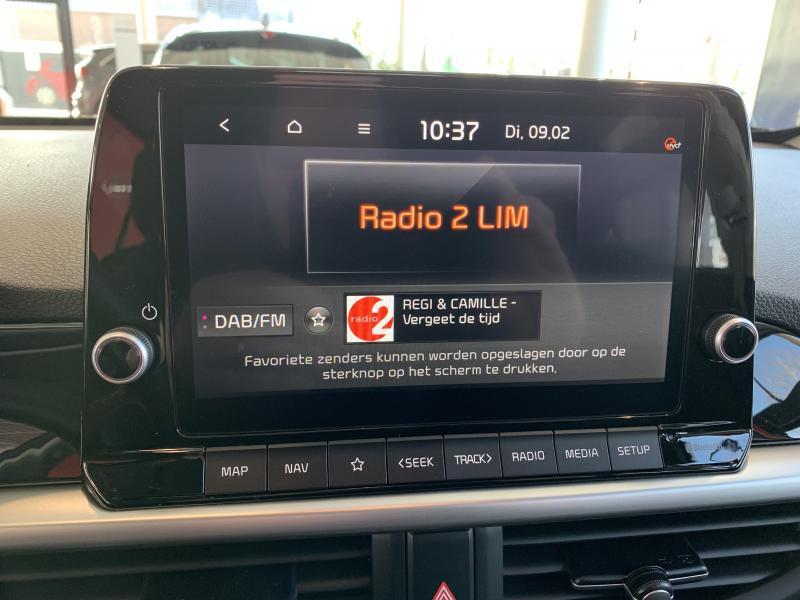 10:37 Di, 09.02
DVD+
Radio 2 LIM
DAB/FM
radio 2
REGI & CAMILLE -
Vergeet de tijd
Favoriete zenders kunnen worden opgeslagen door op de
sterknop op het scherm te drukken.
MAP NAV <SEEK TRACK> RADIO MEDIA SETUP
Bluetooth